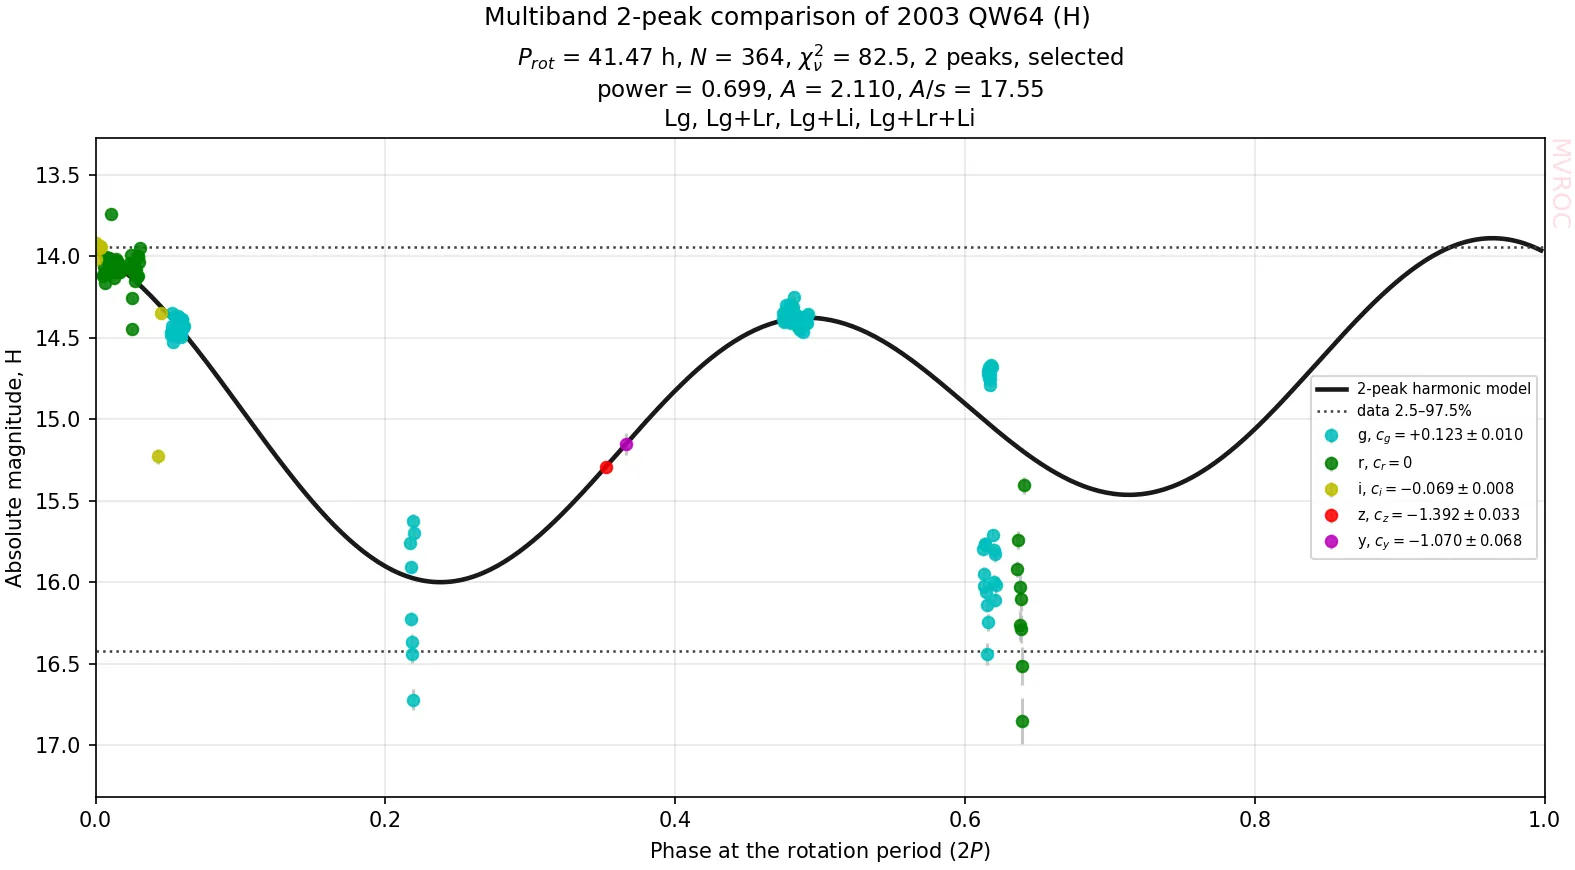 Multiband 2-peak comparison of 2003 QW64 (H)
P_rot = 41.47 h, N = 364, χ²_ν = 82.5, 2 peaks, selected
power = 0.699, A = 2.110, A/s = 17.55
Lg, Lg+Lr, Lg+Li, Lg+Lr+Li
MVROC
13.5
14.0
14.5
15.0
15.5
16.0
16.5
17.0
Absolute magnitude, H
2-peak harmonic model
data 2.5–97.5%
g, c_g = +0.123 ± 0.010
r, c_r = 0
i, c_i = −0.069 ± 0.008
z, c_z = −1.392 ± 0.033
y, c_y = −1.070 ± 0.068
0.0 0.2 0.4 0.6 0.8 1.0
Phase at the rotation period (2P)